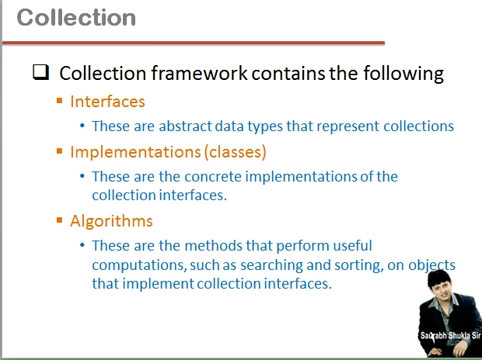 Collection
Collection framework contains the following
Interfaces
These are abstract data types that represent collections
Implementations (classes)
These are the concrete implementations of the
collection interfaces.
Algorithms
These are the methods that perform useful
computations, such as searching and sorting, on objects
that implement collection interfaces.
Saurabh Shukla Sir